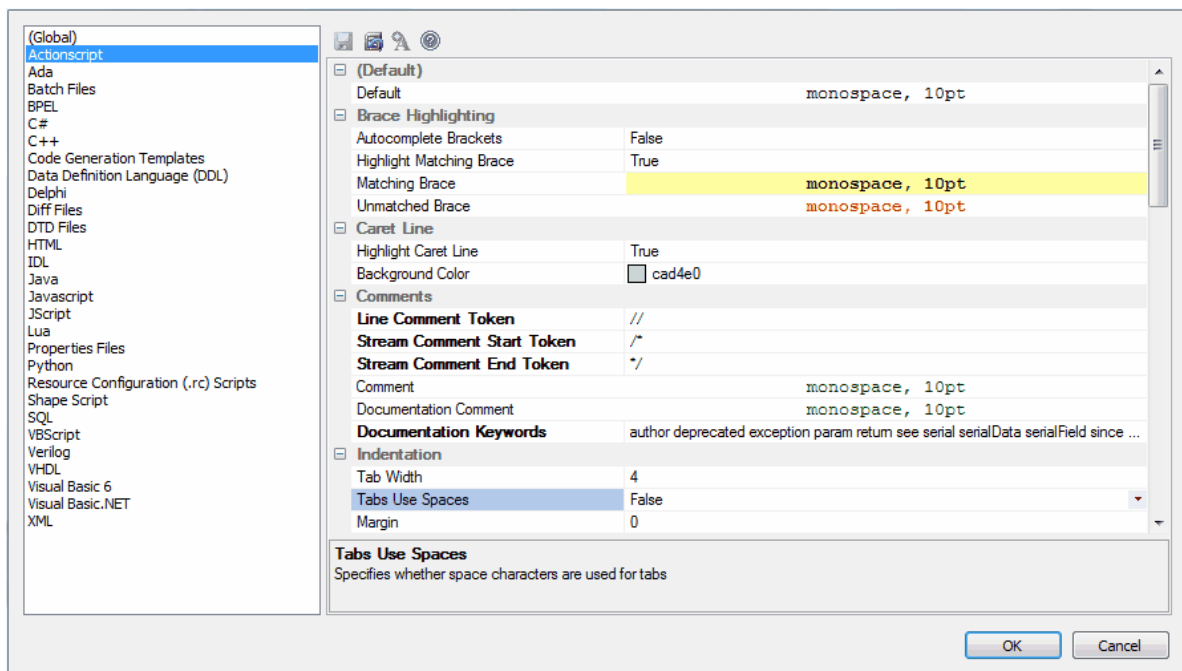 (Global)
Actionscript
Ada
Batch Files
BPEL
C#
C++
Code Generation Templates
Data Definition Language (DDL)
Delphi
Diff Files
DTD Files
HTML
IDL
Java
Javascript
JScript
Lua
Properties Files
Python
Resource Configuration (.rc) Scripts
Shape Script
SQL
VBScript
Verilog
VHDL
Visual Basic 6
Visual Basic.NET
XML
(Default)
Default monospace, 10pt
Brace Highlighting
Autocomplete Brackets False
Highlight Matching Brace True
Matching Brace monospace, 10pt
Unmatched Brace monospace, 10pt
Caret Line
Highlight Caret Line True
Background Color cad4e0
Comments
Line Comment Token //
Stream Comment Start Token /*
Stream Comment End Token */
Comment monospace, 10pt
Documentation Comment monospace, 10pt
Documentation Keywords author deprecated exception param return see serial serialData serialField since ...
Indentation
Tab Width 4
Tabs Use Spaces False
Margin 0
Tabs Use Spaces
Specifies whether space characters are used for tabs
OK Cancel